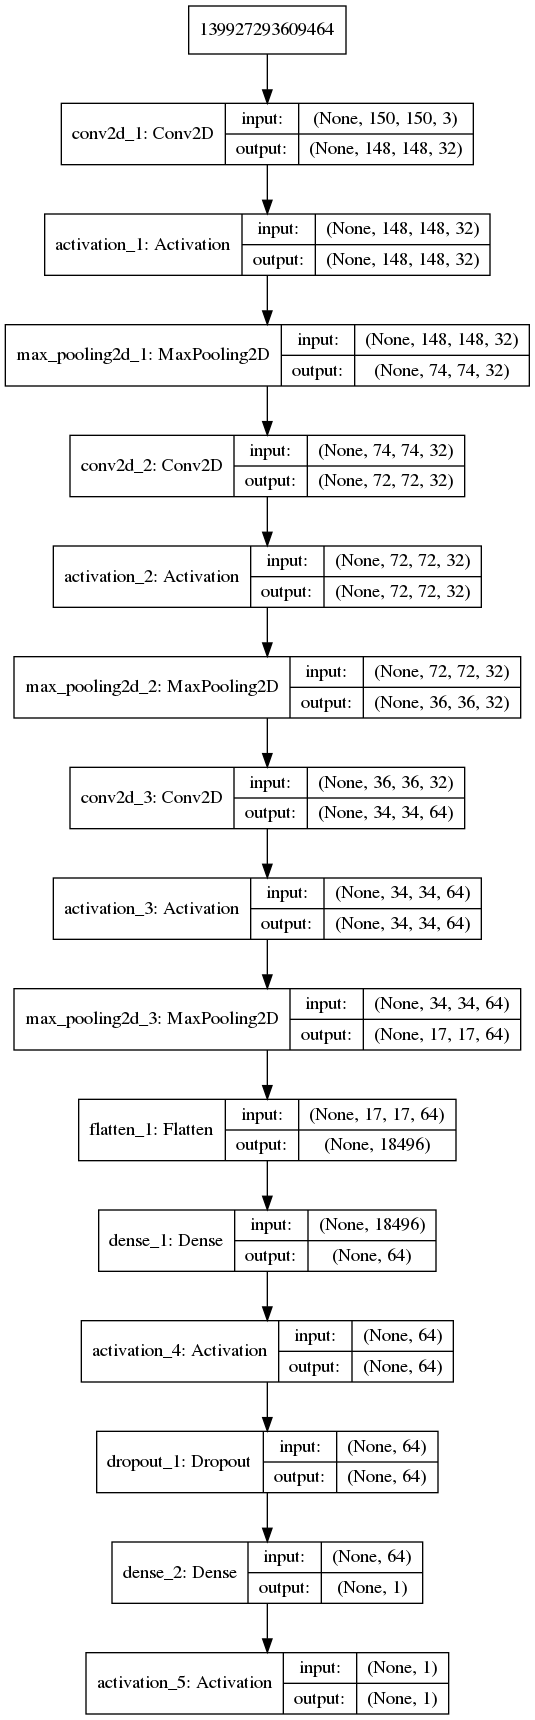 139927293609464
conv2d_1: Conv2D
input:
(None, 150, 150, 3)
output:
(None, 148, 148, 32)
activation_1: Activation
input:
(None, 148, 148, 32)
output:
(None, 148, 148, 32)
max_pooling2d_1: MaxPooling2D
input:
(None, 148, 148, 32)
output:
(None, 74, 74, 32)
conv2d_2: Conv2D
input:
(None, 74, 74, 32)
output:
(None, 72, 72, 32)
activation_2: Activation
input:
(None, 72, 72, 32)
output:
(None, 72, 72, 32)
max_pooling2d_2: MaxPooling2D
input:
(None, 72, 72, 32)
output:
(None, 36, 36, 32)
conv2d_3: Conv2D
input:
(None, 36, 36, 32)
output:
(None, 34, 34, 64)
activation_3: Activation
input:
(None, 34, 34, 64)
output:
(None, 34, 34, 64)
max_pooling2d_3: MaxPooling2D
input:
(None, 34, 34, 64)
output:
(None, 17, 17, 64)
flatten_1: Flatten
input:
(None, 17, 17, 64)
output:
(None, 18496)
dense_1: Dense
input:
(None, 18496)
output:
(None, 64)
activation_4: Activation
input:
(None, 64)
output:
(None, 64)
dropout_1: Dropout
input:
(None, 64)
output:
(None, 64)
dense_2: Dense
input:
(None, 64)
output:
(None, 1)
activation_5: Activation
input:
(None, 1)
output:
(None, 1)